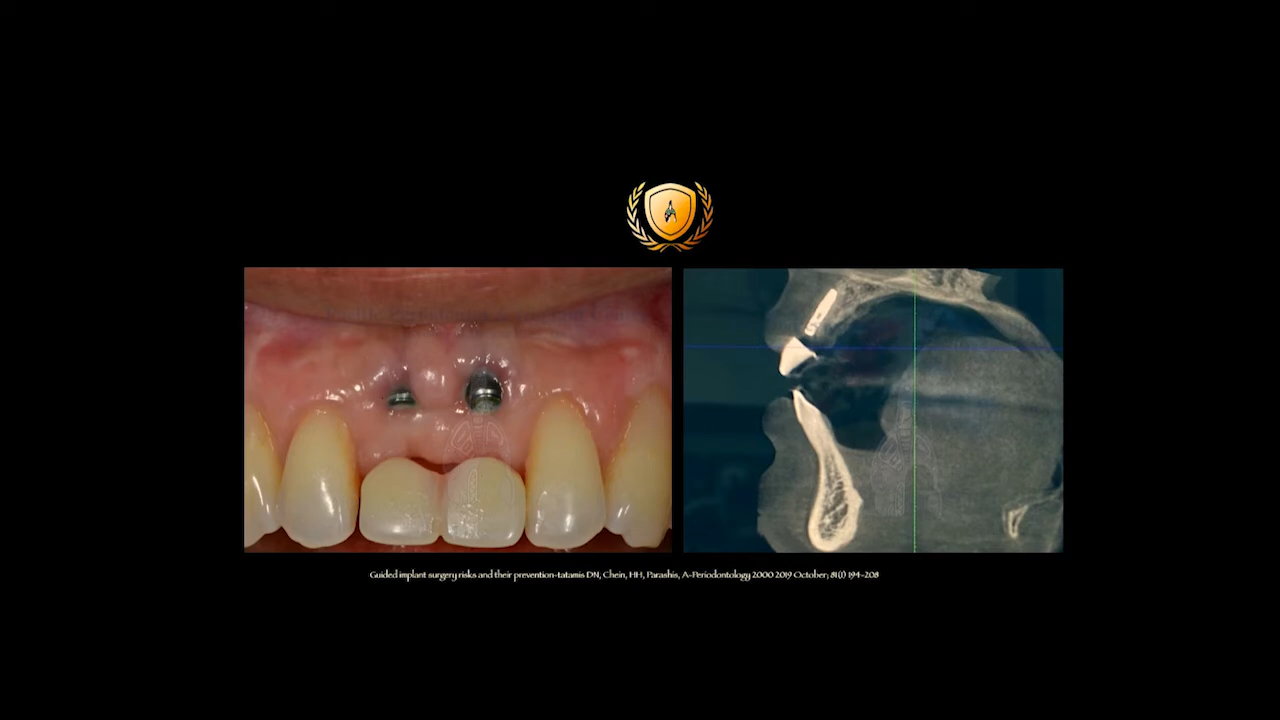 Guided implant surgery risks and their prevention-tatamis DN, Chein, HH, Parashis, A-Periodontology 2000 2019 October; 81(1) 194-208